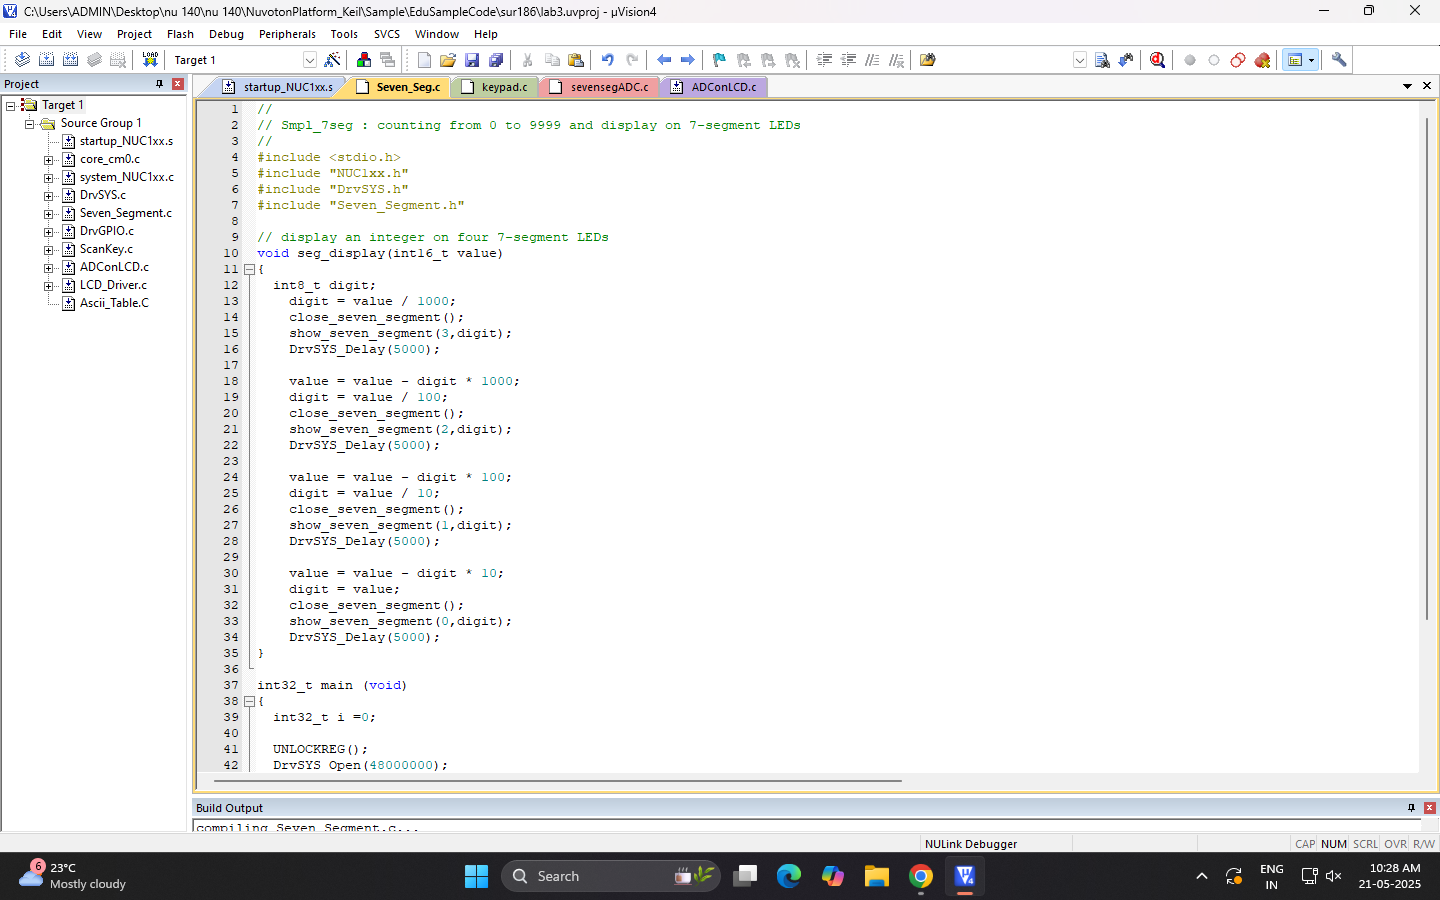 C:\Users\ADMIN\Desktop\nu 140\nu 140\NuvotonPlatform_Keil\Sample\EduSampleCode\sur186\lab3.uvproj - µVision4
File Edit View Project Flash Debug Peripherals Tools SVCS Window Help
LOAD Target 1
Project
startup_NUC1xx.s Seven_Seg.c keypad.c sevensegADC.c ADConLCD.c
Target 1
Source Group 1
startup_NUC1xx.s
core_cm0.c
system_NUC1xx.c
DrvSYS.c
Seven_Segment.c
DrvGPIO.c
ScanKey.c
ADConLCD.c
LCD_Driver.c
Ascii_Table.C
1 //
2 // Smpl_7seg : counting from 0 to 9999 and display on 7-segment LEDs
3 //
4 #include <stdio.h>
5 #include "NUC1xx.h"
6 #include "DrvSYS.h"
7 #include "Seven_Segment.h"
8
9 // display an integer on four 7-segment LEDs
10 void seg_display(int16_t value)
11 {
12 int8_t digit;
13 digit = value / 1000;
14 close_seven_segment();
15 show_seven_segment(3,digit);
16 DrvSYS_Delay(5000);
17
18 value = value - digit * 1000;
19 digit = value / 100;
20 close_seven_segment();
21 show_seven_segment(2,digit);
22 DrvSYS_Delay(5000);
23
24 value = value - digit * 100;
25 digit = value / 10;
26 close_seven_segment();
27 show_seven_segment(1,digit);
28 DrvSYS_Delay(5000);
29
30 value = value - digit * 10;
31 digit = value;
32 close_seven_segment();
33 show_seven_segment(0,digit);
34 DrvSYS_Delay(5000);
35 }
36
37 int32_t main (void)
38 {
39 int32_t i =0;
40
41 UNLOCKREG();
42 DrvSYS_Open(48000000);
Build Output
compiling Seven_Segment.c...
NULink Debugger
CAP NUM SCRL OVR R/W
6
23°C
Mostly cloudy
Search
ENG
IN
10:28 AM
21-05-2025